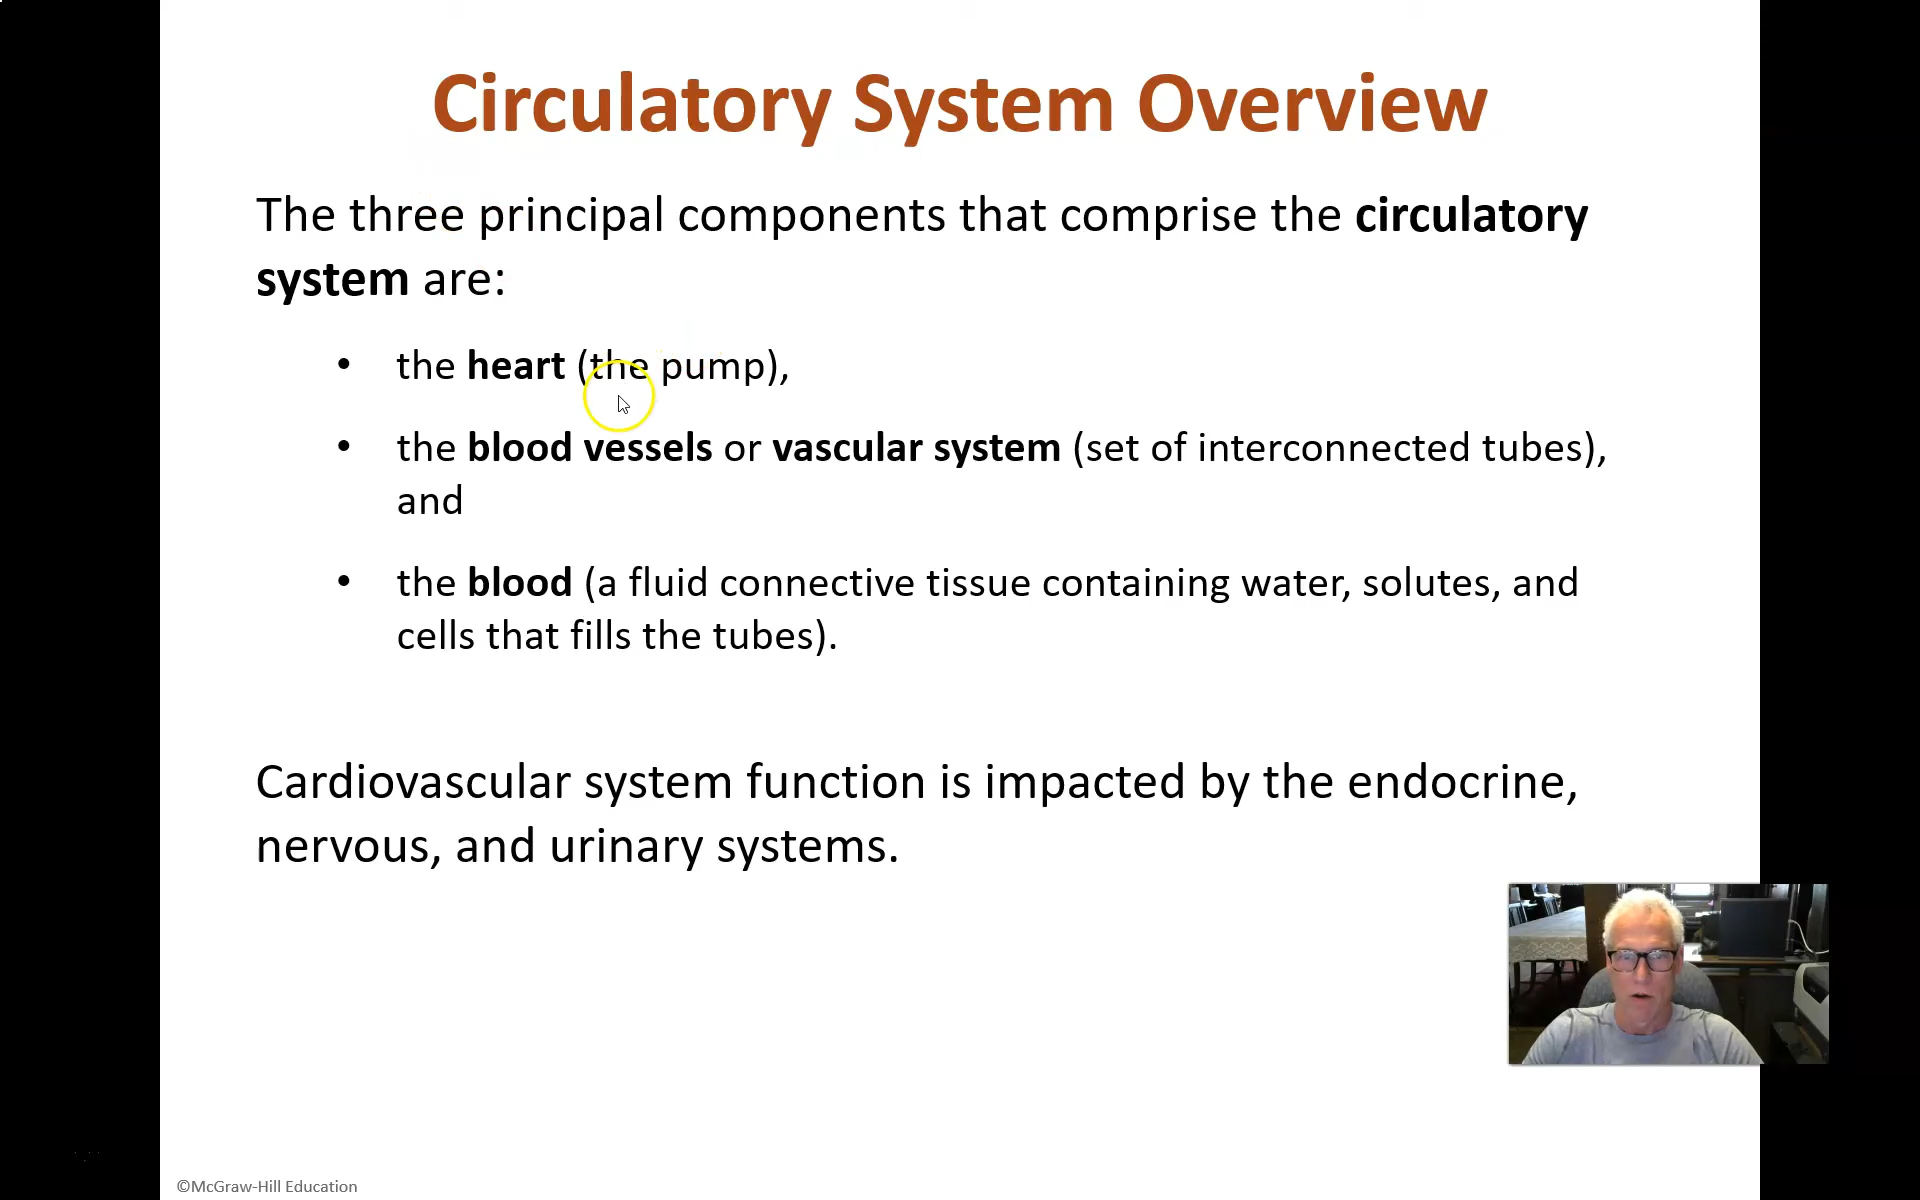 Circulatory System Overview
The three principal components that comprise the circulatory
system are:
• the heart (the pump),
• the blood vessels or vascular system (set of interconnected tubes),
and
• the blood (a fluid connective tissue containing water, solutes, and
cells that fills the tubes).
Cardiovascular system function is impacted by the endocrine,
nervous, and urinary systems.
©McGraw-Hill Education